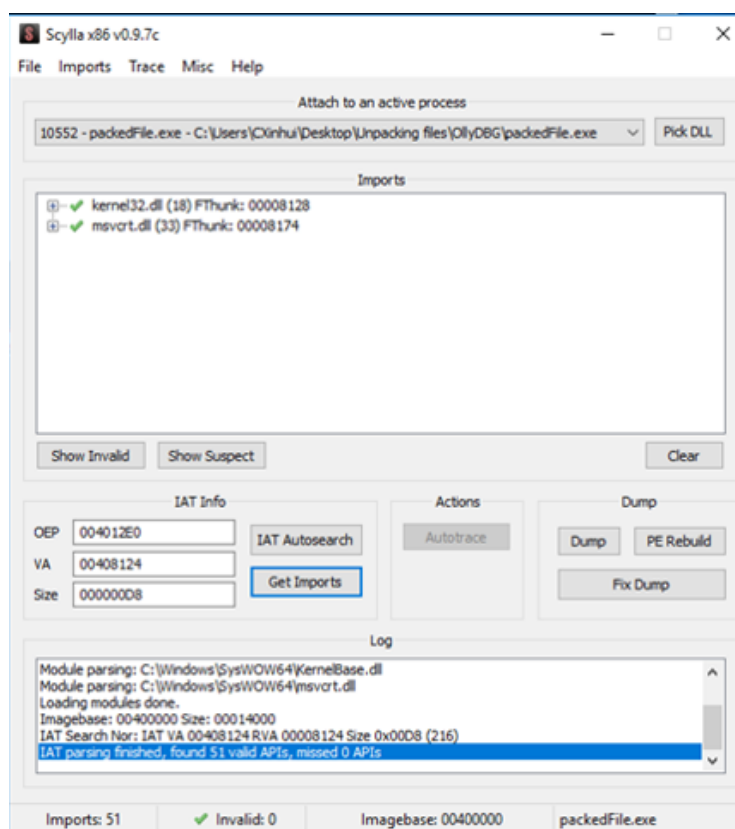 Scylla x86 v0.9.7c
File Imports Trace Misc Help
Attach to an active process
10552 - packedFile.exe - C:\Users\CXinhui\Desktop\Unpacking files\OllyDBG\packedFile.exe
Pick DLL
Imports
kernel32.dll (18) FThunk: 00008128
msvcrt.dll (33) FThunk: 00008174
Show Invalid
Show Suspect
Clear
IAT Info
Actions
Dump
OEP 004012E0
IAT Autosearch
Autotrace
Dump
PE Rebuild
VA 00408124
Get Imports
Fix Dump
Size 000000D8
Log
Module parsing: C:\Windows\SysWOW64\KernelBase.dll
Module parsing: C:\Windows\SysWOW64\msvcrt.dll
Loading modules done.
Imagebase: 00400000 Size: 00014000
IAT Search Nor: IAT VA 00408124 RVA 00008124 Size 0x00D8 (216)
IAT parsing finished, found 51 valid APIs, missed 0 APIs
Imports: 51
Invalid: 0
Imagebase: 00400000
packedFile.exe